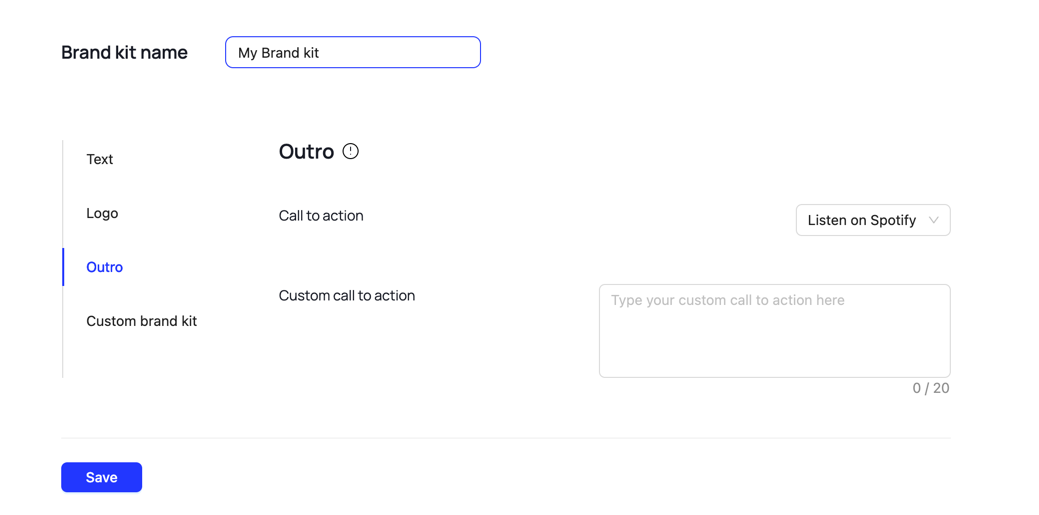 Brand kit name
My Brand kit
Text
Logo
Outro
Custom brand kit
Outro
Call to action
Listen on Spotify
Custom call to action
Type your custom call to action here
0 / 20
Save